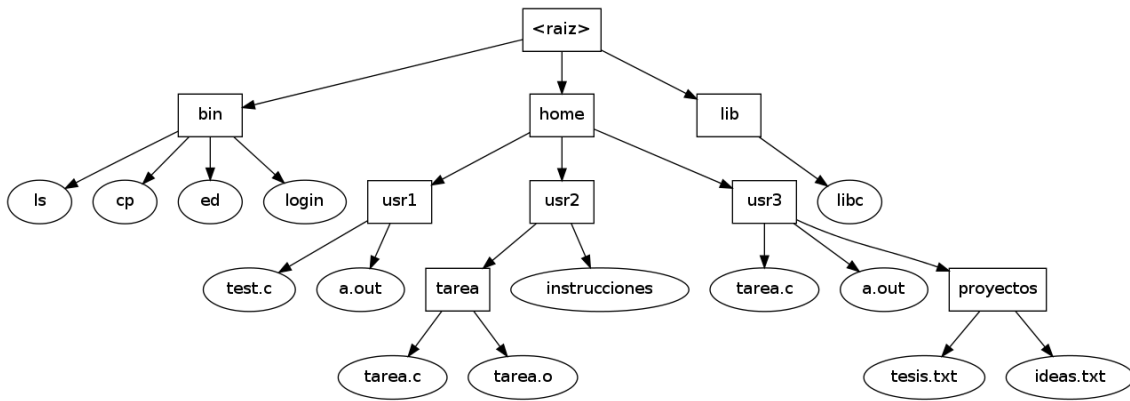 <raiz>
bin
home
lib
ls
cp
ed
login
usr1
usr2
usr3
libc
test.c
a.out
tarea
instrucciones
tarea.c
a.out
proyectos
tarea.c
tarea.o
tesis.txt
ideas.txt